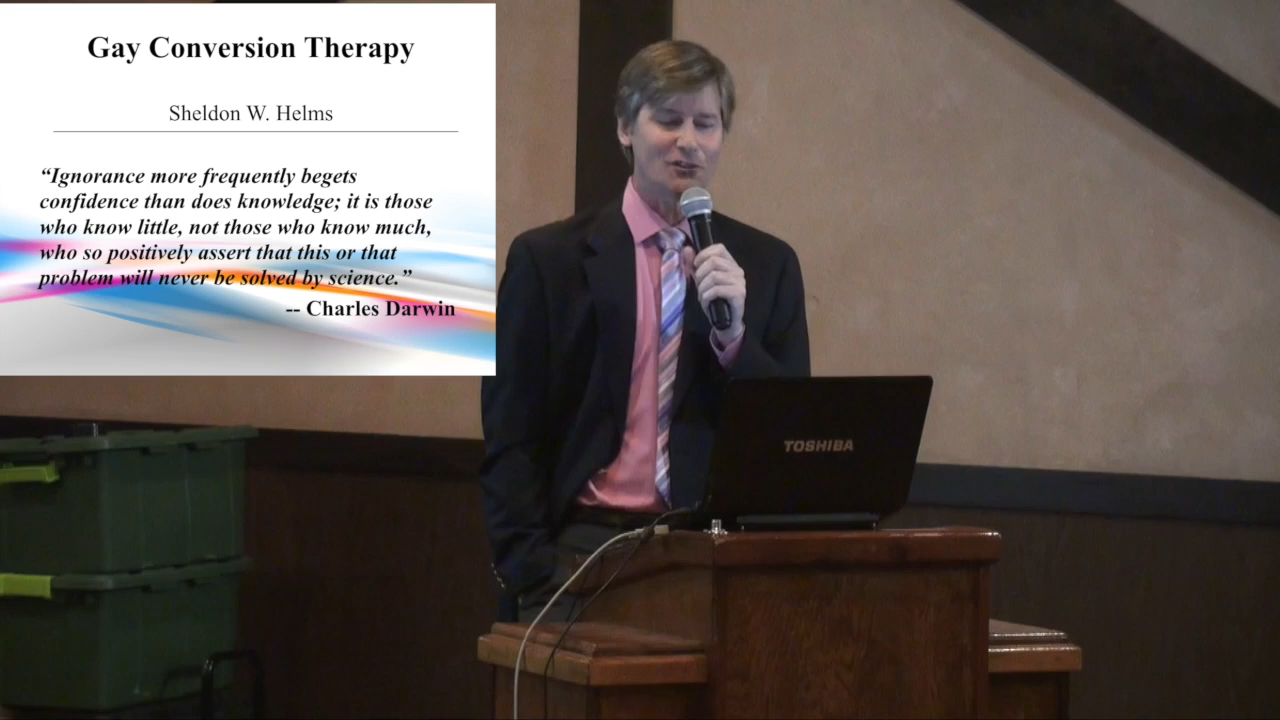 Gay Conversion Therapy
Sheldon W. Helms
“Ignorance more frequently begets
confidence than does knowledge; it is those
who know little, not those who know much,
who so positively assert that this or that
problem will never be solved by science.”
-- Charles Darwin
TOSHIBA